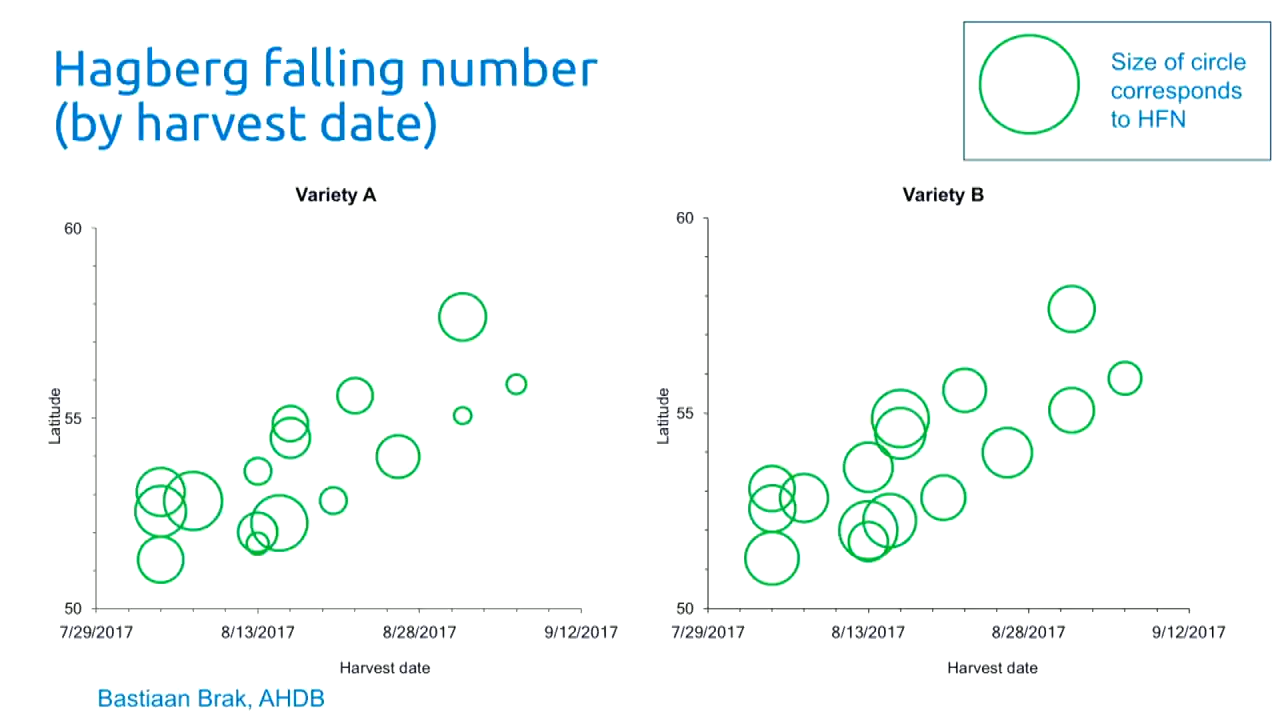 Hagberg falling number
(by harvest date)
Size of circle
corresponds
to HFN
Variety A
60
55
50
Latitude
7/29/2017 8/13/2017 8/28/2017 9/12/2017
Harvest date
Variety B
60
55
50
Latitude
7/29/2017 8/13/2017 8/28/2017 9/12/2017
Harvest date
Bastiaan Brak, AHDB